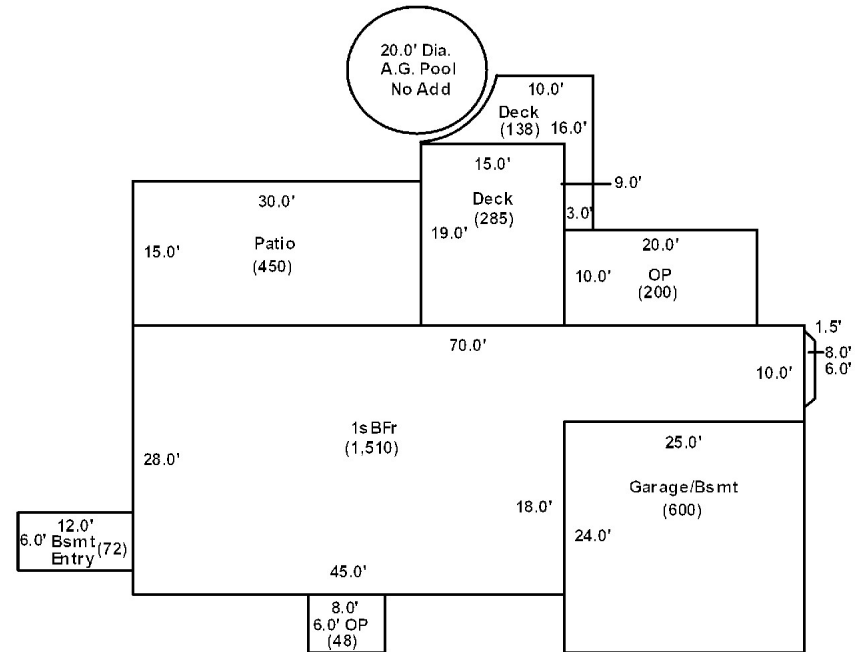 20.0' Dia.
A.G. Pool
No Add
10.0'
Deck
(138)
16.0'
15.0'
9.0'
Deck
(285)
19.0'
3.0'
30.0'
15.0'
Patio
(450)
20.0'
10.0'
OP
(200)
70.0'
1.5'
8.0'
6.0'
10.0'
1sBFr
(1,510)
28.0'
25.0'
Garage/Bsmt
(600)
18.0'
24.0'
12.0'
6.0' Bsmt (72)
Entry
45.0'
8.0'
6.0' OP
(48)